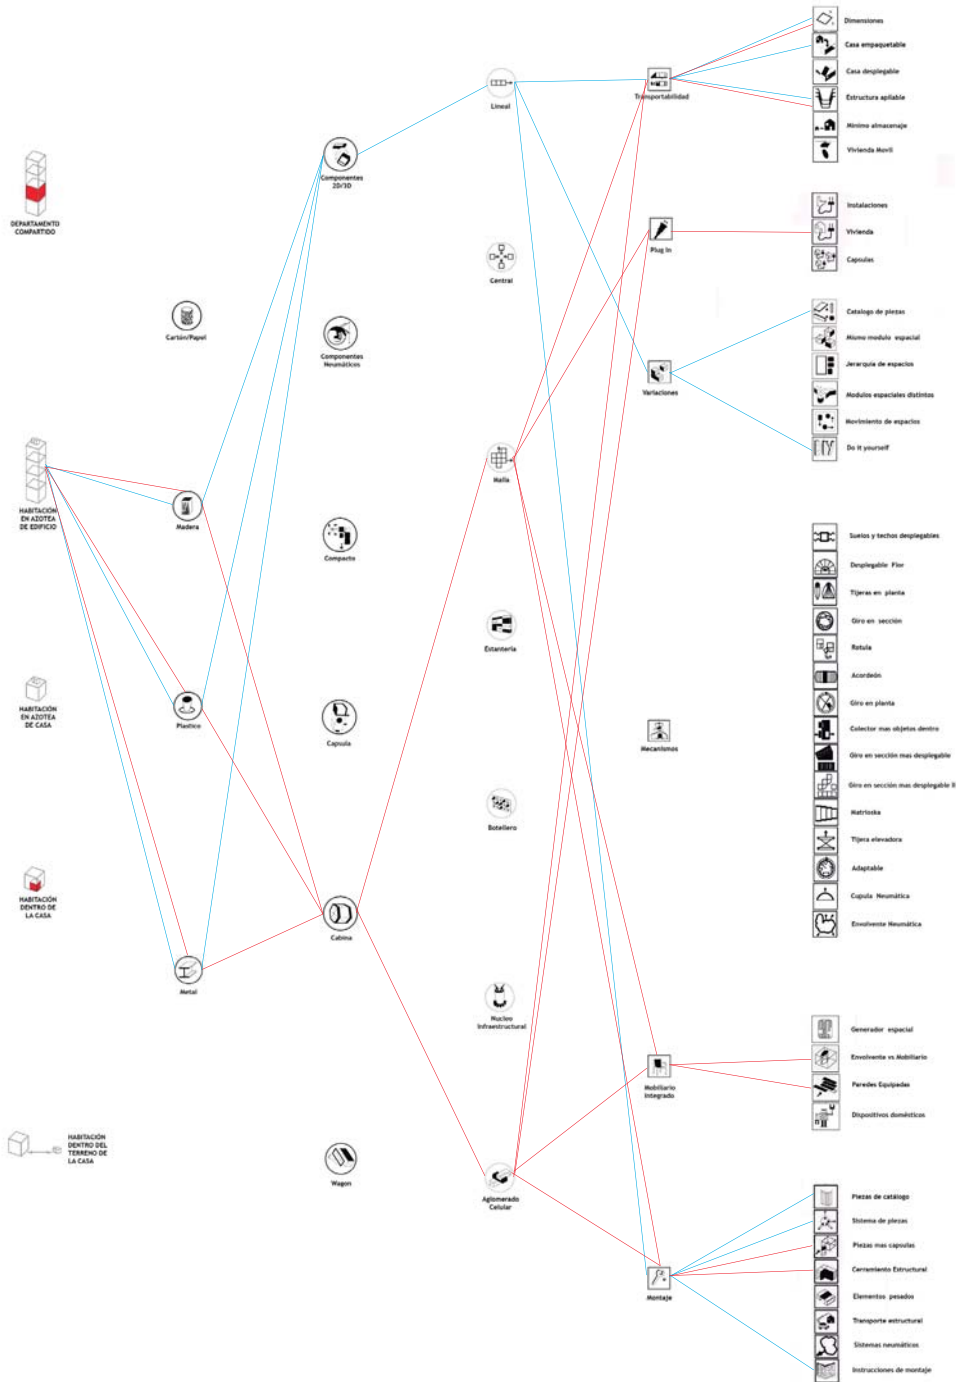 DEPARTAMENTO
COMPARTIDO
HABITACIÓN
EN AZOTEA
DE EDIFICIO
HABITACIÓN
EN AZOTEA
DE CASA
HABITACIÓN
DENTRO DE
LA CASA
HABITACIÓN
DENTRO DEL
TERRENO DE
LA CASA
Cartón/Papel
Madera
Plastico
Metal
Componentes
2D/3D
Componentes
Neumáticos
Compacto
Capsula
Cabina
Wagon
Lineal
Central
Malla
Estantería
Botellero
Nucleo
Infraestructural
Aglomerado
Celular
Transportabilidad
Plug In
Variaciones
Mecanismos
Mobiliario
Integrado
Montaje
Dimensiones
Casa empaquetable
Casa desplegable
Estructura apilable
Minimo almacenaje
Vivienda Movil
Instalaciones
Vivienda
Capsulas
Catalogo de piezas
Mismo modulo espacial
Jerarquía de espacios
Modulos espaciales distintos
Movimiento de espacios
Do it yourself
Suelos y techos desplegables
Desplegable Flor
Tijeras en planta
Giro en sección
Rotula
Acordeón
Giro en planta
Colector mas objetos dentro
Giro en sección mas desplegable
Giro en sección mas desplegable II
Matrioska
Tijera elevadora
Adaptable
Cupula Neumática
Envolvente Neumática
Generador espacial
Envolvente vs Mobiliario
Paredes Equipadas
Dispositivos domésticos
Piezas de catálogo
Sistema de piezas
Piezas mas capsulas
Cerramiento Estructural
Elementos pesados
Transporte estructural
Sistemas neumáticos
Instrucciones de montaje